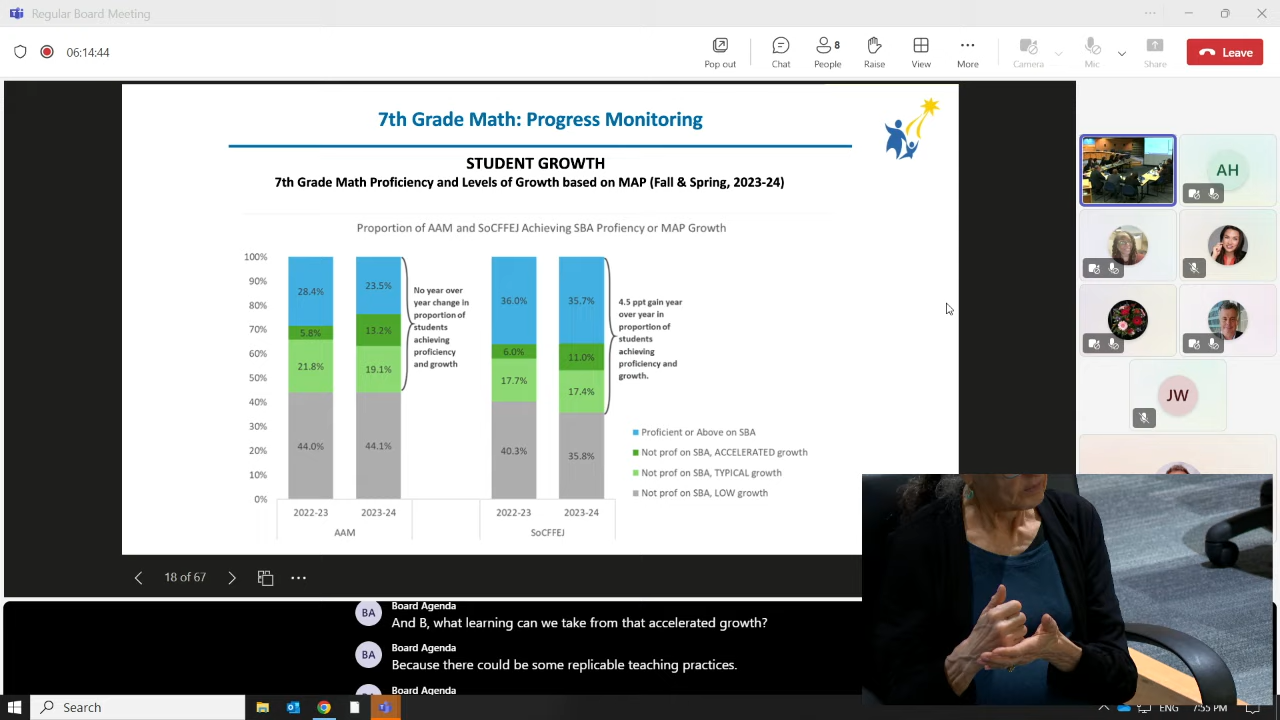 Regular Board Meeting
06:14:44
Pop out
Chat
8
People
Raise
View
More
Camera
Mic
Share
Leave
7th Grade Math: Progress Monitoring
STUDENT GROWTH
7th Grade Math Proficiency and Levels of Growth based on MAP (Fall & Spring, 2023-24)
Proportion of AAM and SoCFFEJ Achieving SBA Profiency or MAP Growth
100%
90%
80%
70%
60%
50%
40%
30%
20%
10%
0%
28.4%
5.8%
21.8%
44.0%
23.5%
13.2%
19.1%
44.1%
No year over
year change in
proportion of
students
achieving
proficiency
and growth
36.0%
6.0%
17.7%
40.3%
35.7%
11.0%
17.4%
35.8%
4.5 ppt gain year
over year in
proportion of
students
achieving
proficiency and
growth.
Proficient or Above on SBA
Not prof on SBA, ACCELERATED growth
Not prof on SBA, TYPICAL growth
Not prof on SBA, LOW growth
2022-23
2023-24
2022-23
2023-24
AAM
SoCFFEJ
AH
JW
18 of 67
BA
Board Agenda
And B, what learning can we take from that accelerated growth?
BA
Board Agenda
Because there could be some replicable teaching practices.
Board Agenda
Search
ENG
7:55 PM